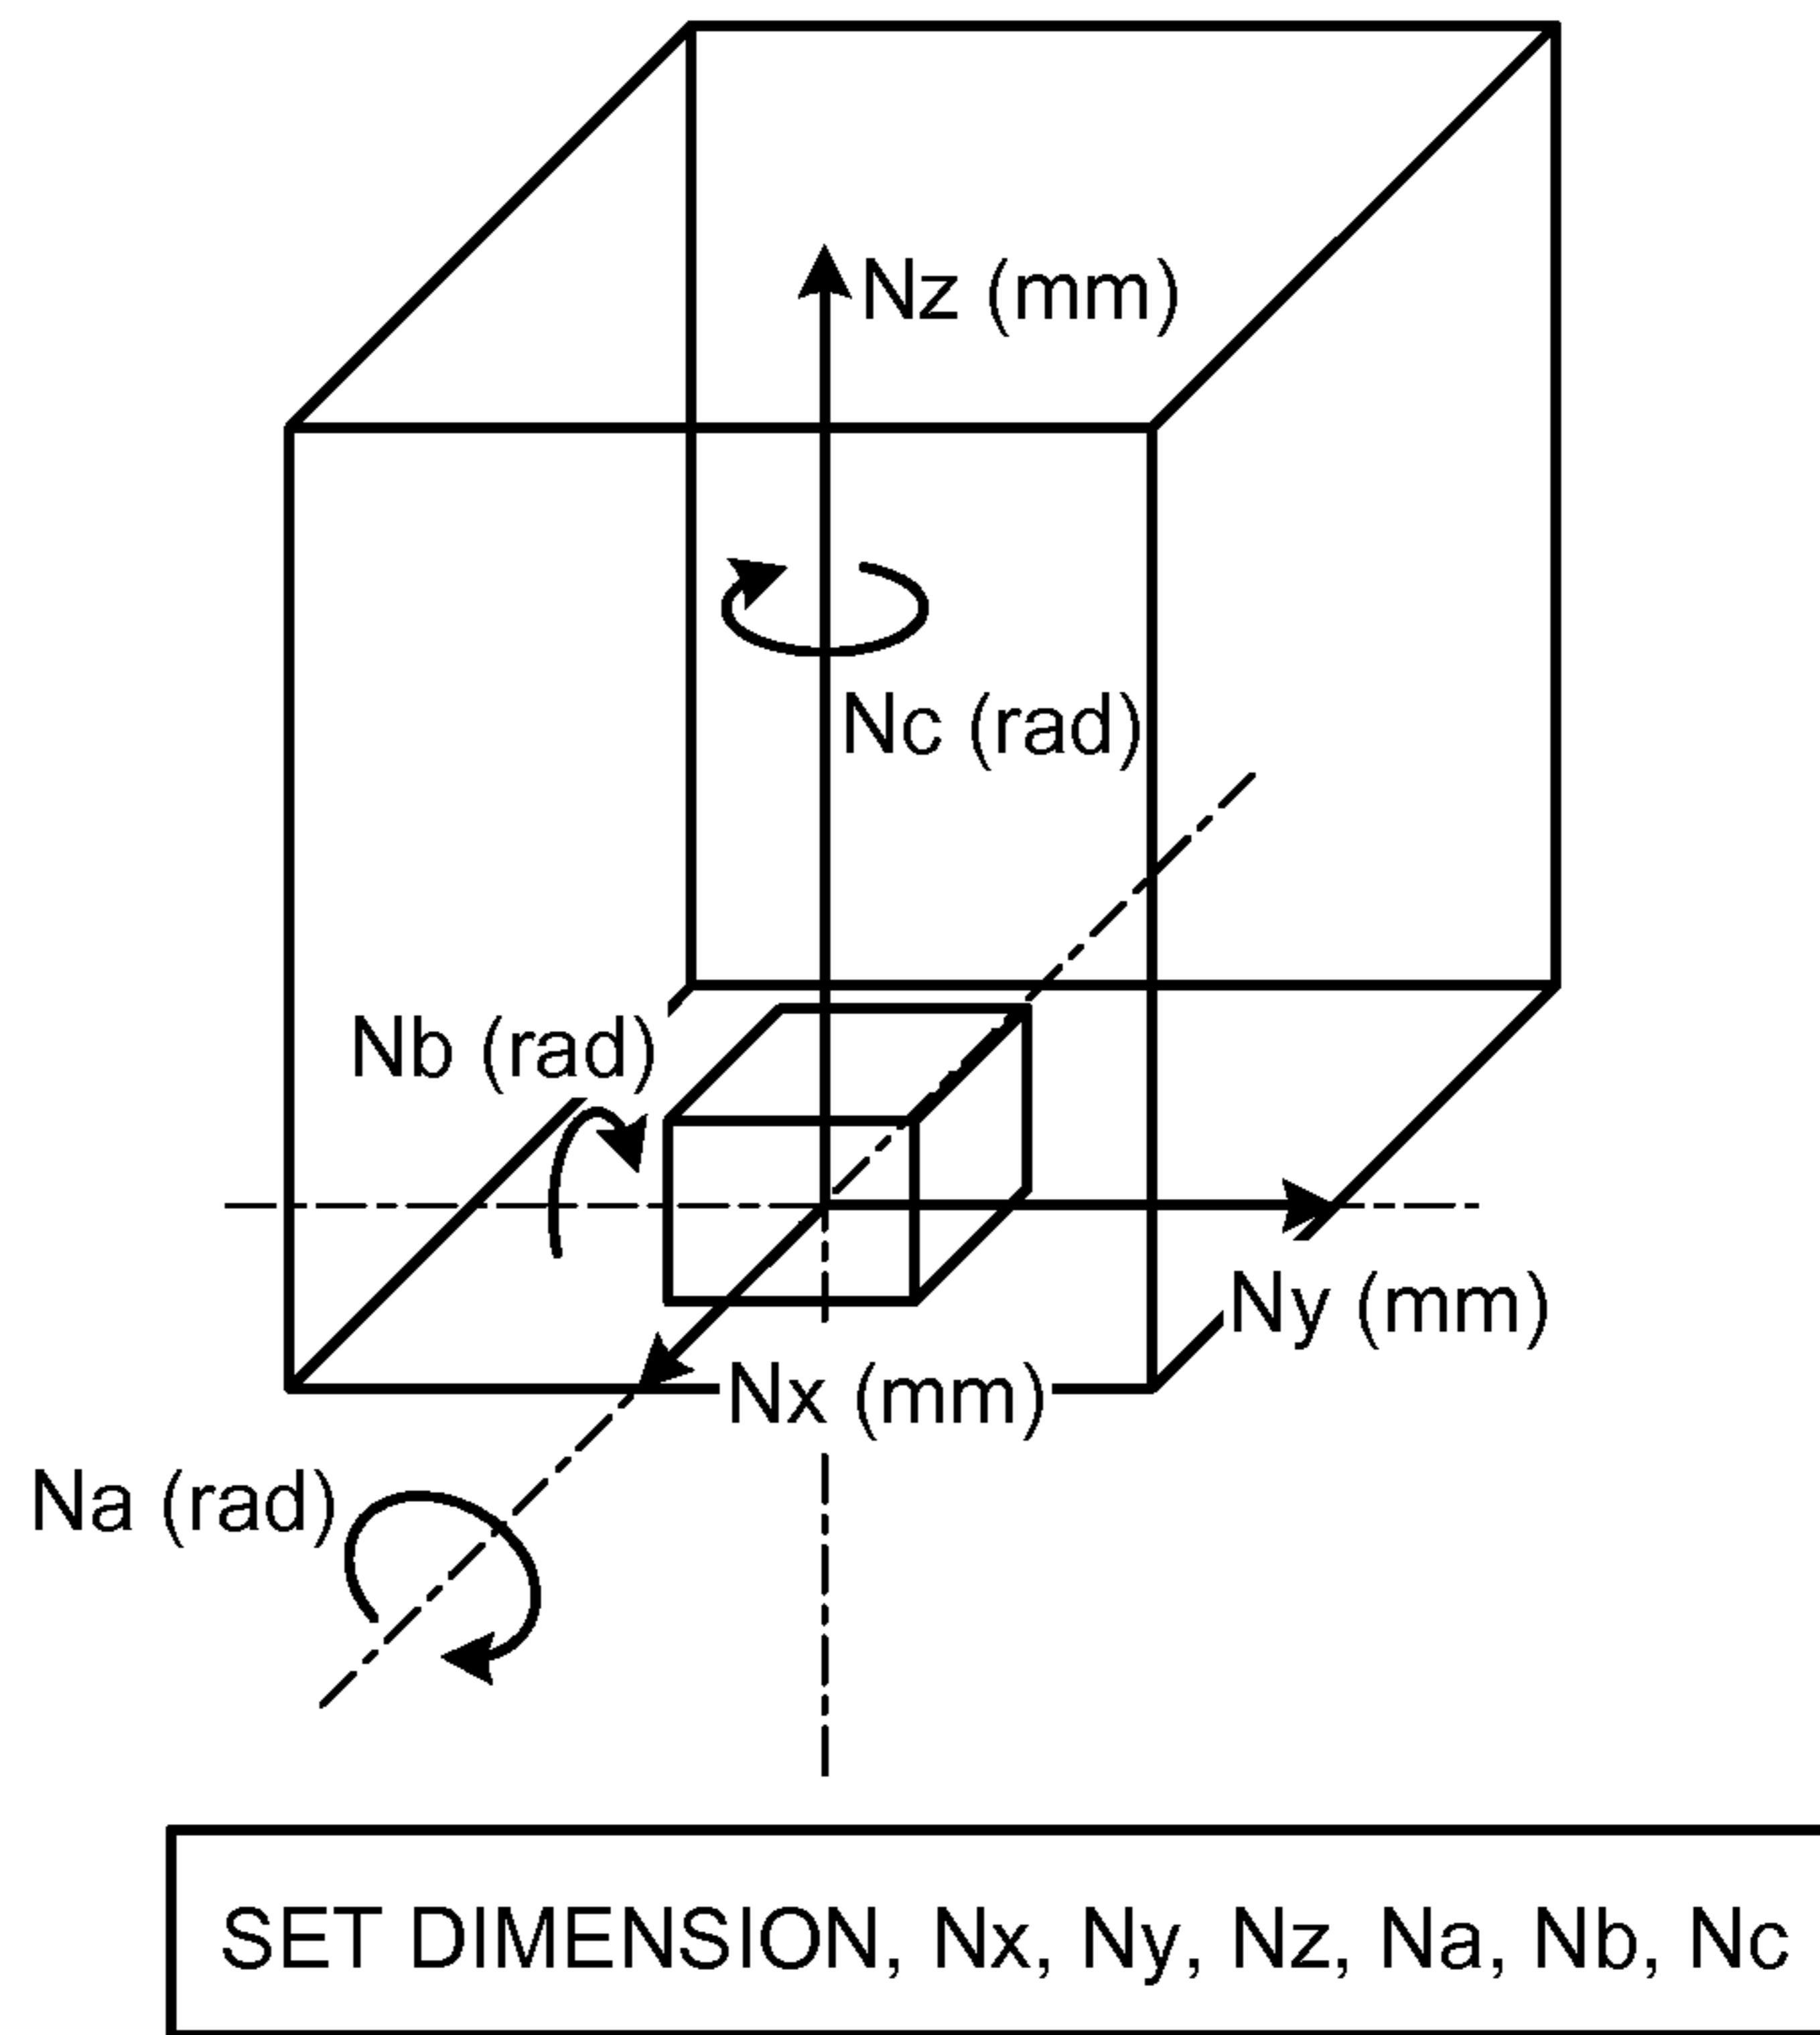 Nz (mm)
Nc (rad)
Nb (rad)
Ny (mm)
Nx (mm)
Na (rad)
SET DIMENSION, Nx, Ny, Nz, Na, Nb, Nc